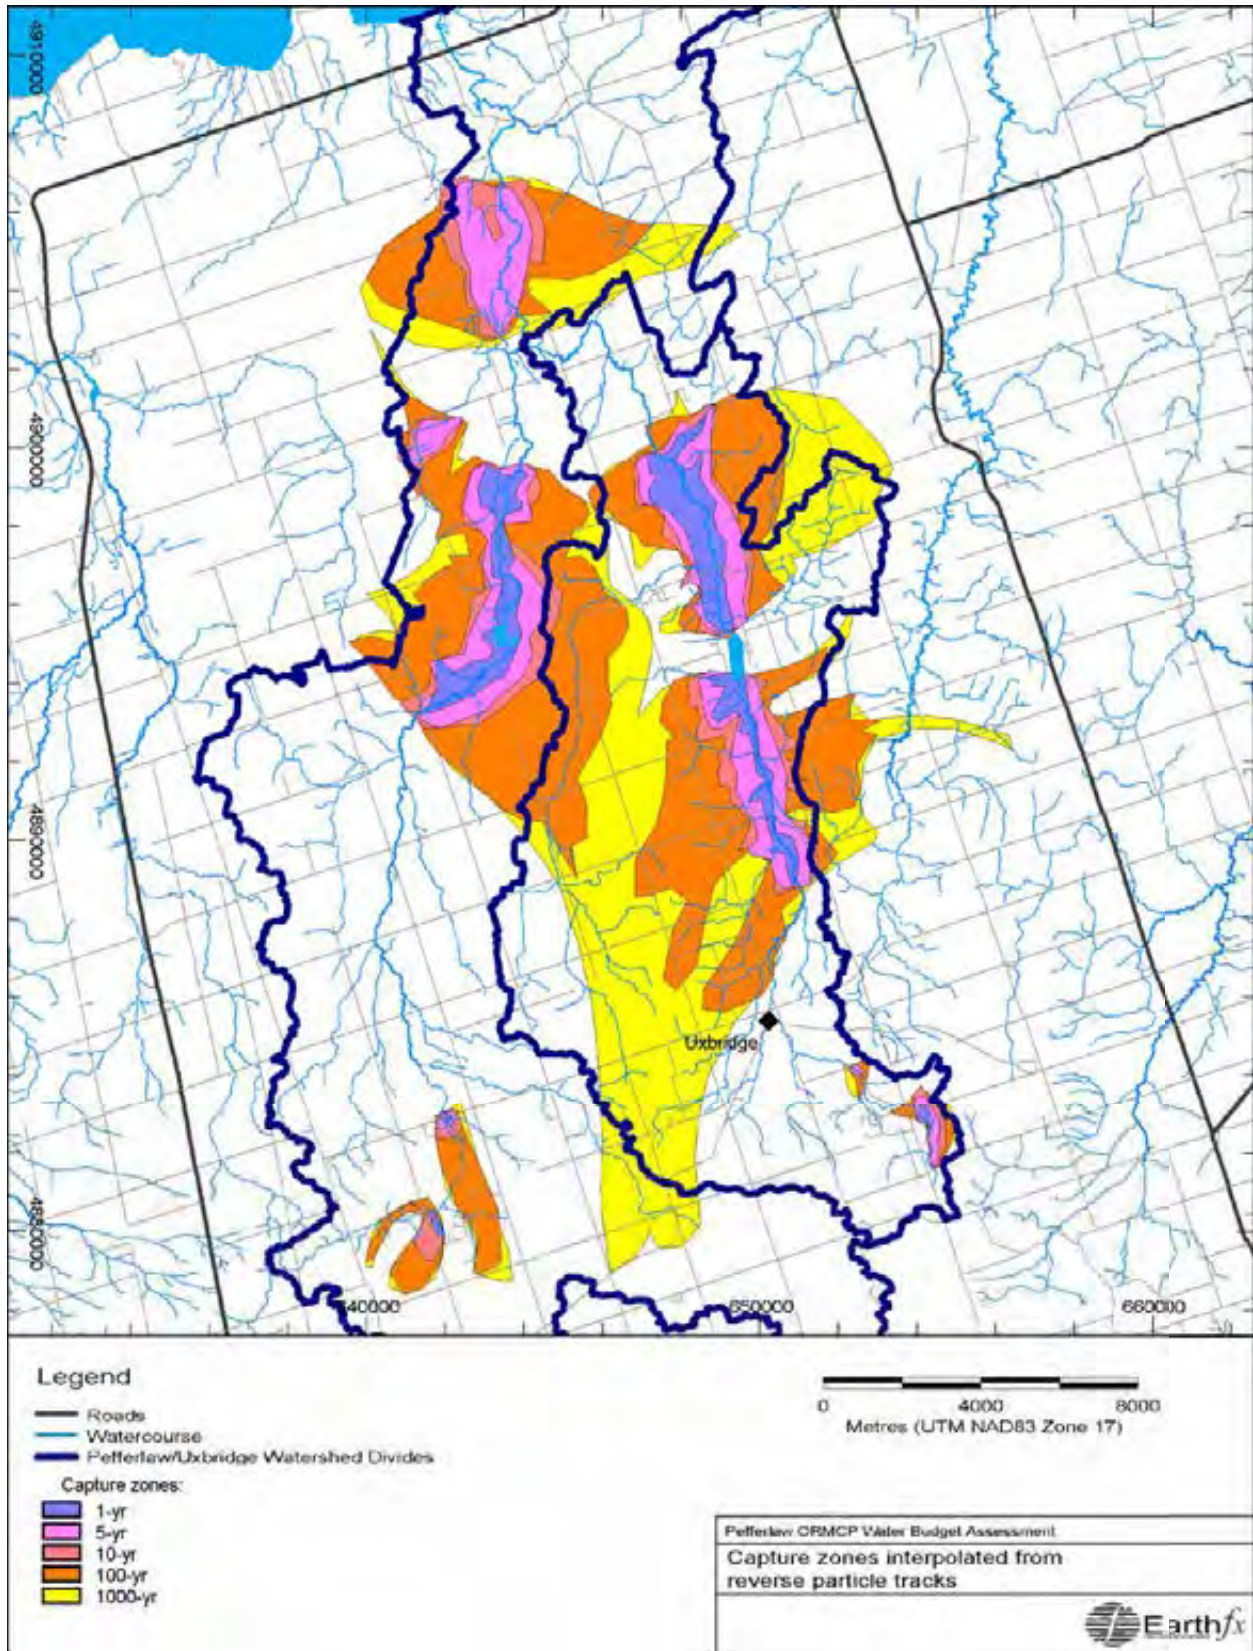 4910000
4900000
4890000
Uxbridge
4880000
640000
650000
660000
Legend
Roads
Watercourse
Pefferlaw/Uxbridge Watershed Divides
Capture zones:
1-yr
5-yr
10-yr
100-yr
1000-yr
0 4000 8000
Metres (UTM NAD83 Zone 17)
Pefferlaw ORMCP Water Budget Assessment
Capture zones interpolated from
reverse particle tracks
Earthfx